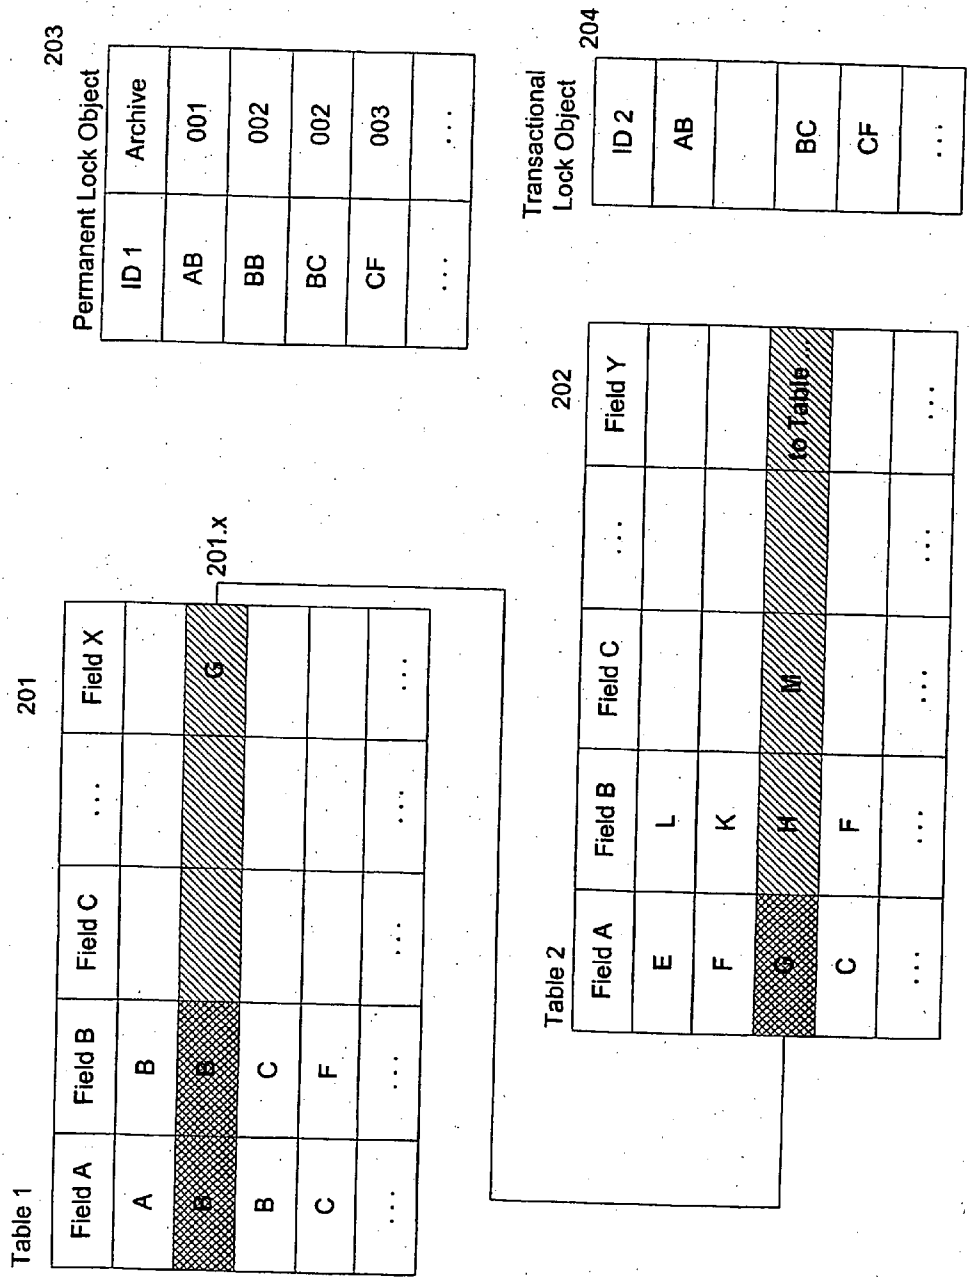 Table 1
201
Field A Field B Field C ... Field X
A B
B B G
B C
C F
... ... ... ... ...
201.x
203
Permanent Lock Object
ID 1 Archive
AB 001
BB 002
BC 002
CF 003
... ...
Table 2
202
Field A Field B Field C ... Field Y
E L
F K
G H M to Table ...
C F
... ... ... ... ...
Transactional
Lock Object
204
ID 2
AB
BC
CF
...